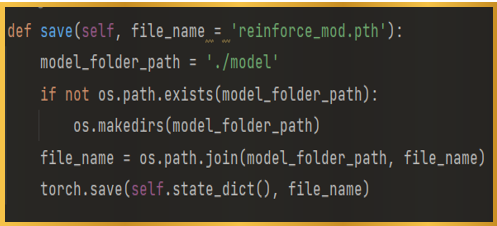 def save(self, file_name = 'reinforce_mod.pth'):
    model_folder_path = './model'
    if not os.path.exists(model_folder_path):
        os.makedirs(model_folder_path)
    file_name = os.path.join(model_folder_path, file_name)
    torch.save(self.state_dict(), file_name)